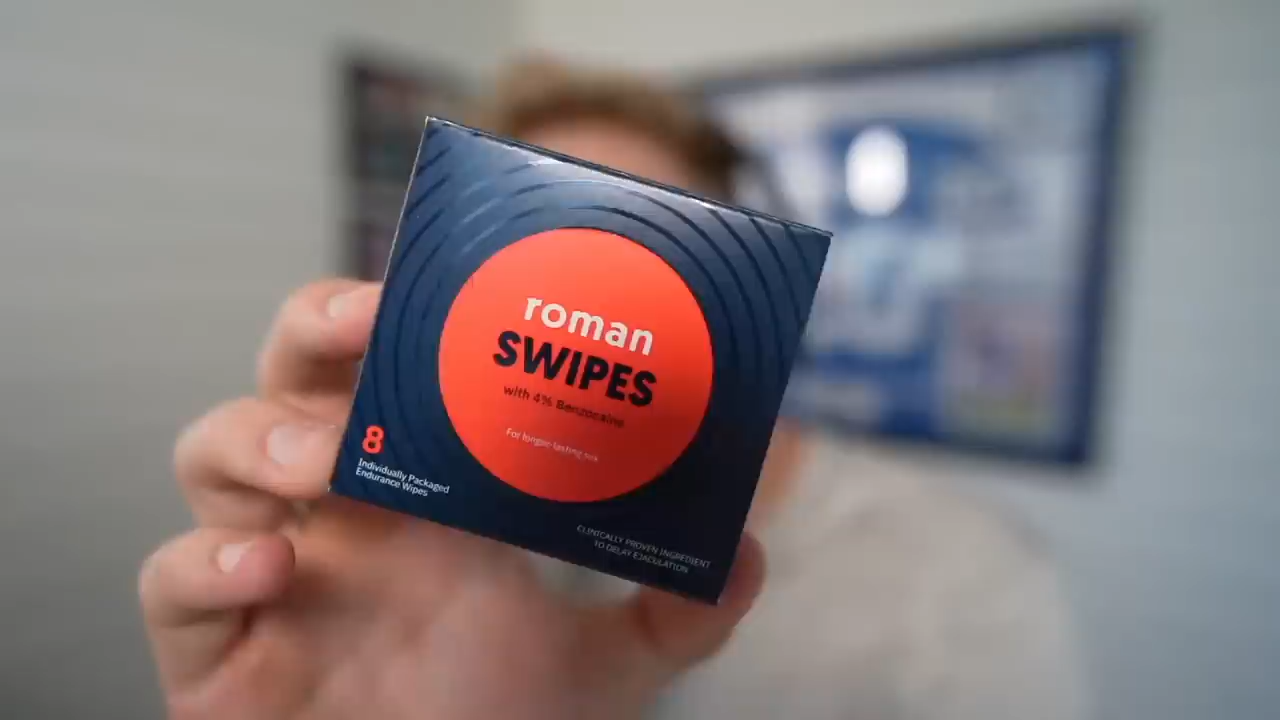 roman
SWIPES
with 4% Benzocaine
For longer-lasting sex
8
Individually Packaged
Endurance Wipes
CLINICALLY PROVEN INGREDIENT
TO DELAY EJACULATION